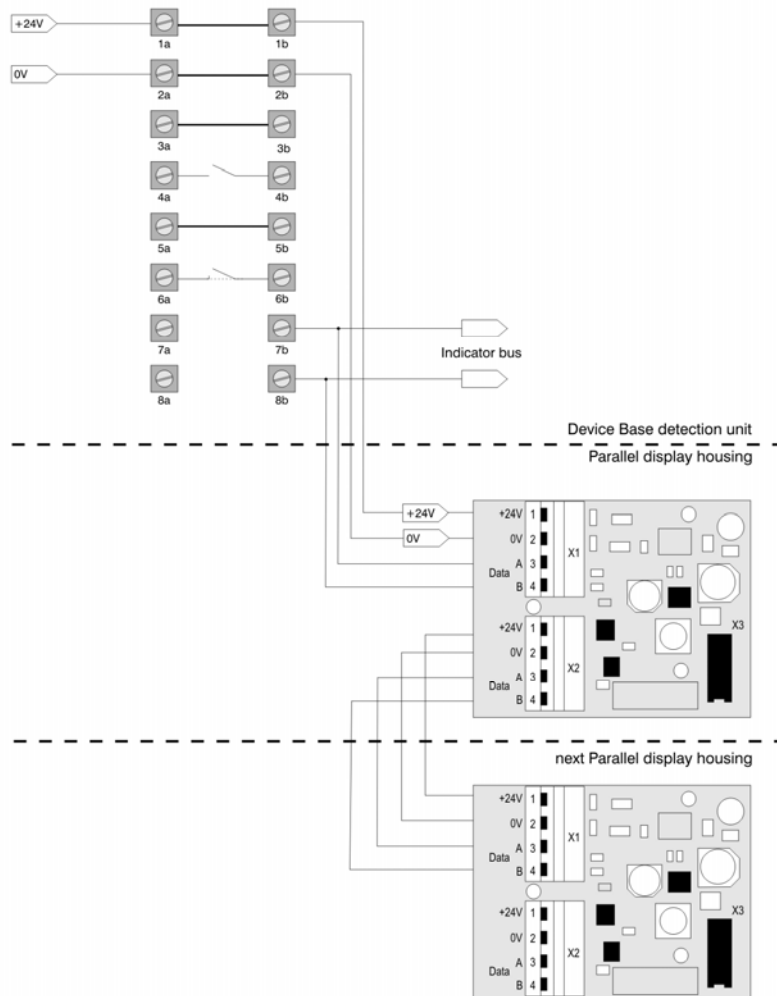 +24V
1a 1b
0V
2a 2b
3a 3b
4a 4b
5a 5b
6a 6b
7a 7b
Indicator bus
8a 8b
Device Base detection unit
Parallel display housing
+24V +24V 1
0V 0V 2 X1
A 3
Data
B 4
+24V 1 X3
0V 2
A 3 X2
Data
B 4
next Parallel display housing
+24V 1
0V 2 X1
A 3
Data
B 4
+24V 1 X3
0V 2
A 3 X2
Data
B 4